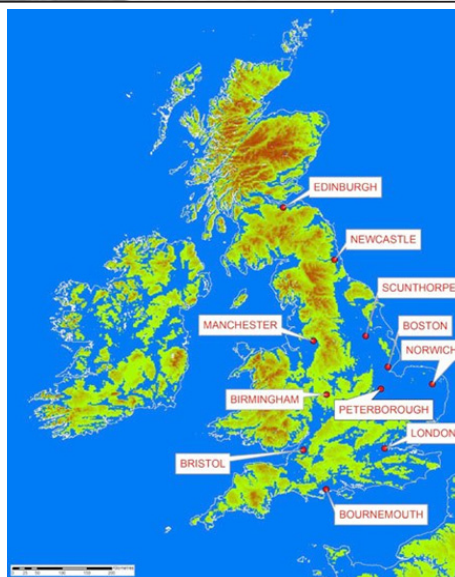 EDINBURGH
NEWCASTLE
SCUNTHORPE
MANCHESTER
BOSTON
NORWICH
BIRMINGHAM
PETERBOROUGH
LONDON
BRISTOL
BOURNEMOUTH